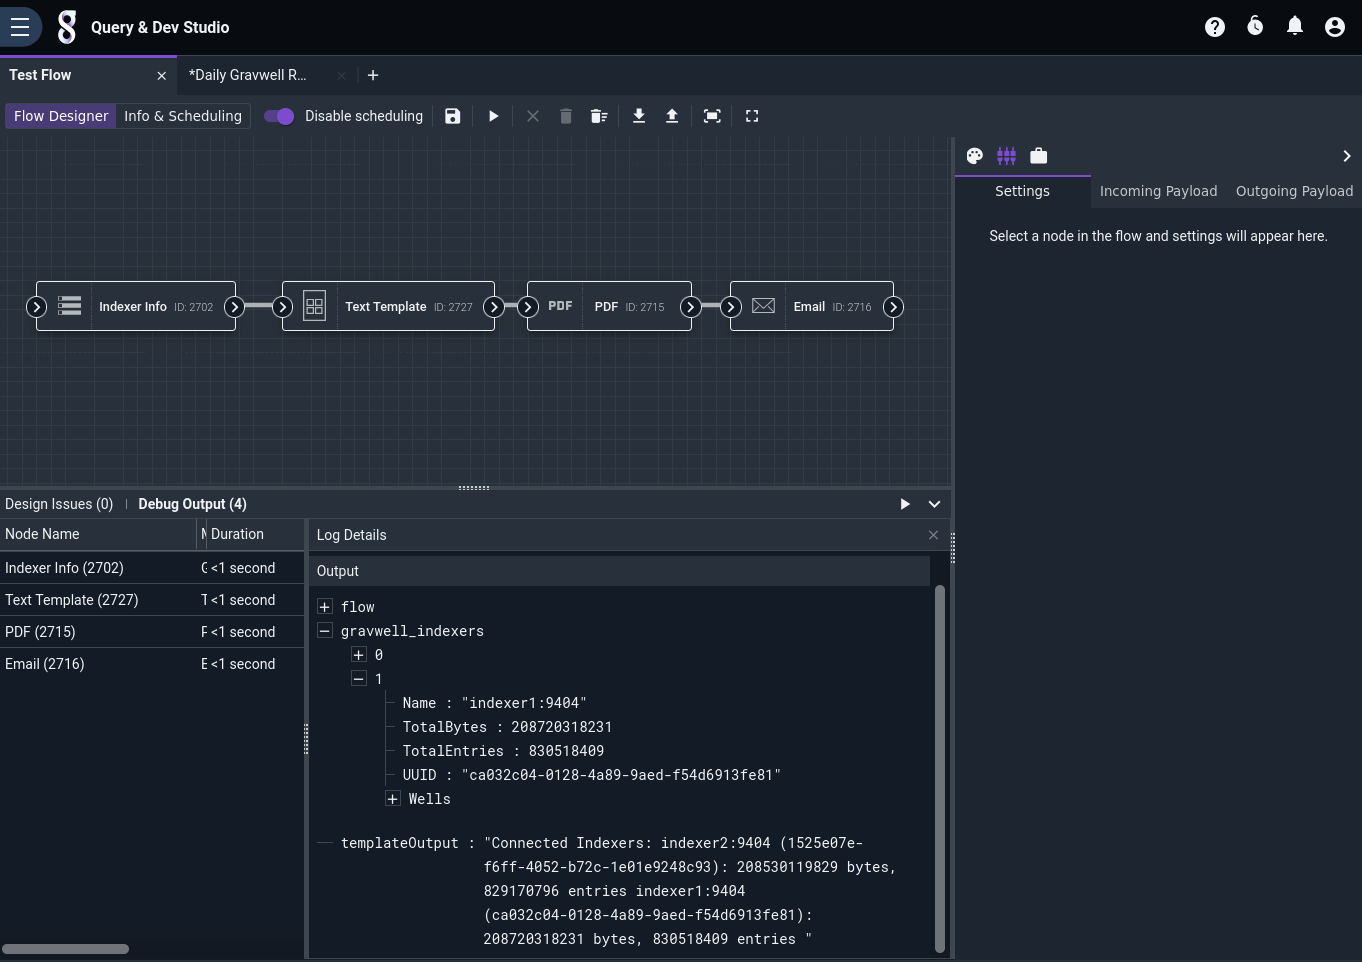 Query & Dev Studio
Test Flow
*Daily Gravwell R...
Flow Designer
Info & Scheduling
Disable scheduling
Settings
Incoming Payload
Outgoing Payload
Select a node in the flow and settings will appear here.
Indexer Info ID: 2702
Text Template ID: 2727
PDF PDF ID: 2715
Email ID: 2716
Design Issues (0)
Debug Output (4)
Node Name
Duration
Indexer Info (2702) <1 second
Text Template (2727) <1 second
PDF (2715) <1 second
Email (2716) <1 second
Log Details
Output
flow
gravwell_indexers
0
1
Name : "indexer1:9404"
TotalBytes : 208720318231
TotalEntries : 830518409
UUID : "ca032c04-0128-4a89-9aed-f54d6913fe81"
Wells
templateOutput : "Connected Indexers: indexer2:9404 (1525e07e-
f6ff-4052-b72c-1e01e9248c93): 208530119829 bytes,
829170796 entries indexer1:9404
(ca032c04-0128-4a89-9aed-f54d6913fe81):
208720318231 bytes, 830518409 entries "